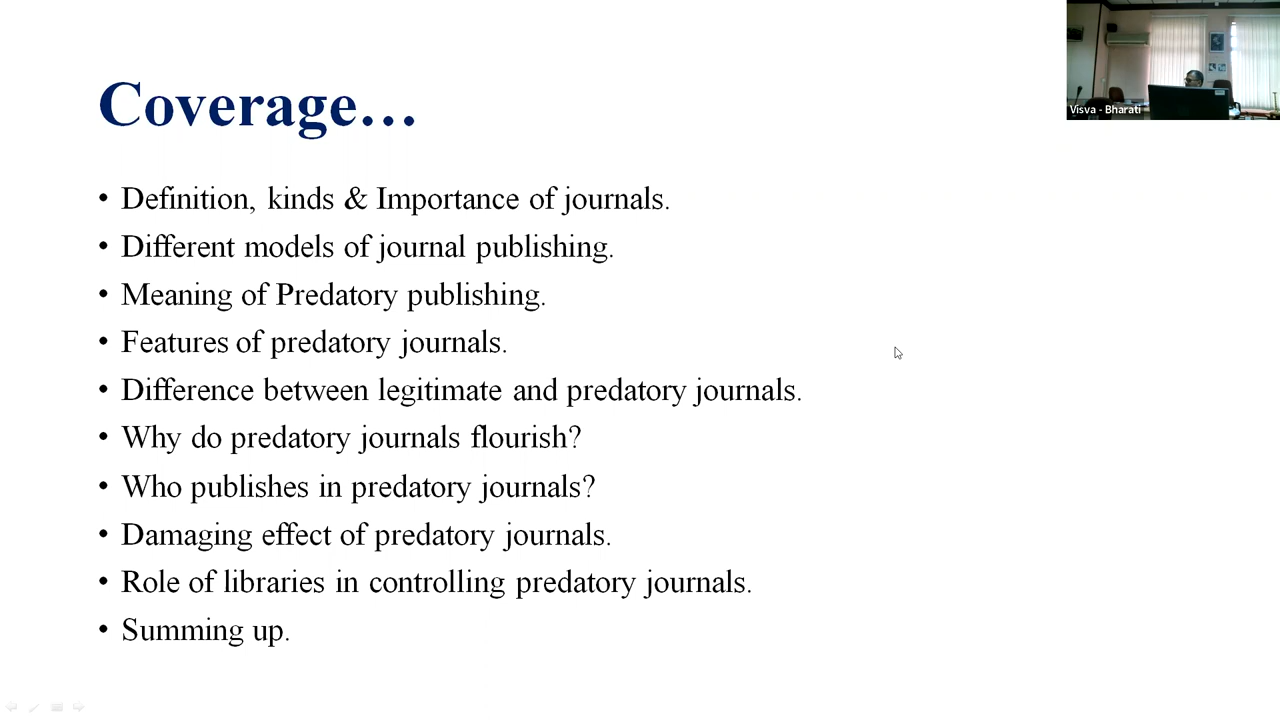 Coverage…
• Definition, kinds & Importance of journals.
• Different models of journal publishing.
• Meaning of Predatory publishing.
• Features of predatory journals.
• Difference between legitimate and predatory journals.
• Why do predatory journals flourish?
• Who publishes in predatory journals?
• Damaging effect of predatory journals.
• Role of libraries in controlling predatory journals.
• Summing up.
Visva - Bharati